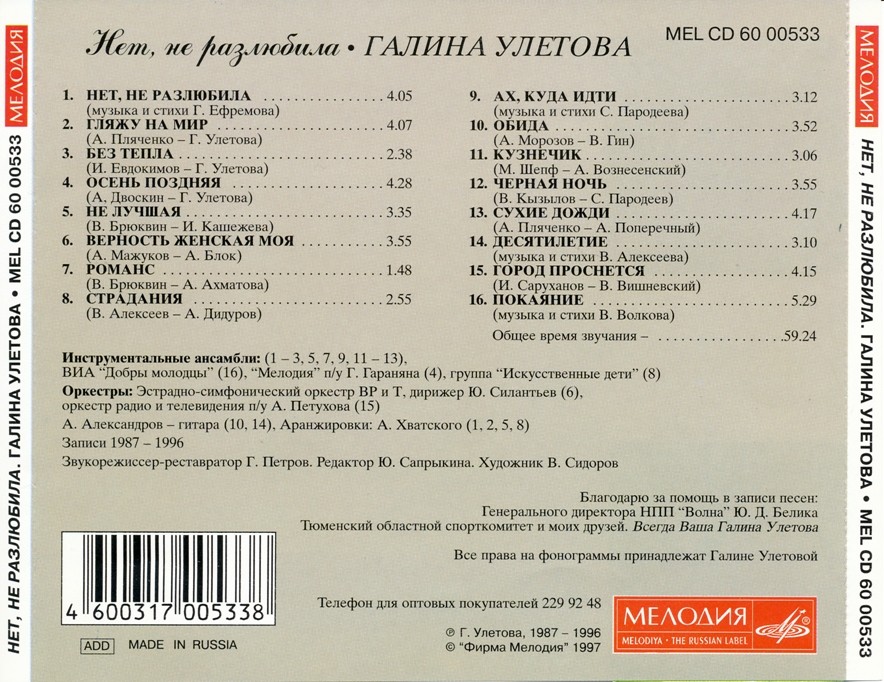 Нет, не разлюбила • ГАЛИНА УЛЕТОВА
MEL CD 60 00533
1. НЕТ, НЕ РАЗЛЮБИЛА ................4.05
(музыка и стихи Г. Ефремова)
2. ГЛЯЖУ НА МИР ......................4.07
(А. Пляченко – Г. Улетова)
3. БЕЗ ТЕПЛА ..........................2.38
(И. Евдокимов – Г. Улетова)
4. ОСЕНЬ ПОЗДНЯЯ ....................4.28
(А. Двоскин – Г. Улетова)
5. НЕ ЛУЧШАЯ .........................3.35
(В. Брюквин – И. Кашежева)
6. ВЕРНОСТЬ ЖЕНСКАЯ МОЯ ...........3.55
(А. Мажуков – А. Блок)
7. РОМАНС .............................1.48
(В. Брюквин – А. Ахматова)
8. СТРАДАНИЯ .........................2.55
(В. Алексеев – А. Дидуров)
9. АХ, КУДА ИДТИ ......................3.12
(музыка и стихи С. Пародеева)
10. ОБИДА ..............................3.52
(А. Морозов – В. Гин)
11. КУЗНЕЧИК ..........................3.06
(М. Шепф – А. Вознесенский)
12. ЧЕРНАЯ НОЧЬ .......................3.55
(В. Кызылов – С. Пародеев)
13. СУХИЕ ДОЖДИ ......................4.17
(А. Пляченко – А. Поперечный)
14. ДЕСЯТИЛЕТИЕ .......................3.10
(музыка и стихи В. Алексеева)
15. ГОРОД ПРОСНЕТСЯ ..................4.15
(И. Саруханов – В. Вишневский)
16. ПОКАЯНИЕ ..........................5.29
(музыка и стихи В. Волкова)
Общее время звучания – ................59.24
Инструментальные ансамбли: (1 – 3, 5, 7, 9, 11 – 13),
ВИА “Добры молодцы” (16), “Мелодия” п/у Г. Гараняна (4), группа “Искусственные дети” (8)
Оркестры: Эстрадно-симфонический оркестр ВР и Т, дирижер Ю. Силантьев (6),
оркестр радио и телевидения п/у А. Петухова (15)
А. Александров – гитара (10, 14), Аранжировки: А. Хватского (1, 2, 5, 8)
Записи 1987 – 1996
Звукорежиссер-реставратор Г. Петров. Редактор Ю. Сапрыкина. Художник В. Сидоров
Благодарю за помощь в записи песен:
Генерального директора НПП “Волна” Ю. Д. Белика
Тюменский областной спорткомитет и моих друзей. Всегда Ваша Галина Улетова
Все права на фонограммы принадлежат Галине Улетовой
Телефон для оптовых покупателей 229 92 48
4 600317 005338
ADD MADE IN RUSSIA
℗ Г. Улетова, 1987 – 1996
© “Фирма Мелодия” 1997
МЕЛОДИЯ
MELODIYA • THE RUSSIAN LABEL
НЕТ, НЕ РАЗЛЮБИЛА. ГАЛИНА УЛЕТОВА • MEL CD 60 00533 МЕЛОДИЯ
МЕЛОДИЯ НЕТ, НЕ РАЗЛЮБИЛА. ГАЛИНА УЛЕТОВА • MEL CD 60 00533